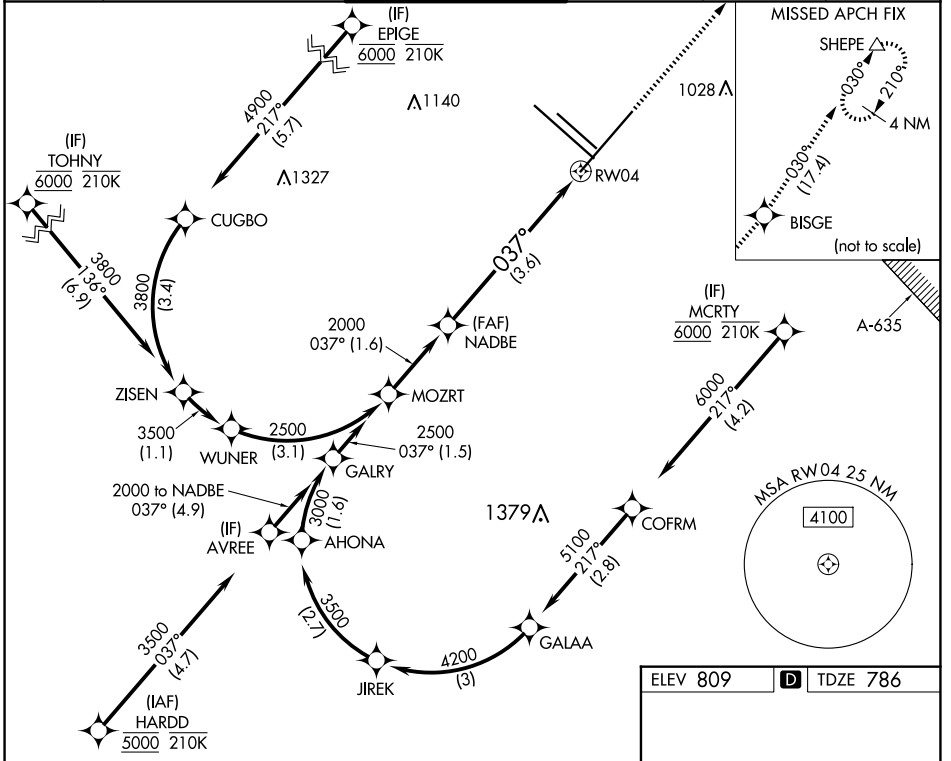 (IF)
EPIGE
6000 210K
4900
217°
(5.7)
1140
1028
MISSED APCH FIX
SHEPE
030°
210°
4 NM
030°
(17.4)
BISGE
(not to scale)
(IF)
TOHNY
6000 210K
1327
RW04
CUGBO
3800
136°
(6.9)
3800
(3.4)
037°
(3.6)
A-635
(IF)
MCRTY
6000 210K
2000
037° (1.6)
(FAF)
NADBE
6000
217°
(4.2)
ZISEN
MOZRT
3500
(1.1)
WUNER
2500
(3.1)
2500
037° (1.5)
GALRY
2000 to NADBE
037° (4.9)
3000
(1.6)
(IF)
AVREE
AHONA
1379
COFRM
MSA RW04 25 NM
4100
5100
217°
(2.8)
3500
037°
(4.7)
3500
(2.7)
GALAA
4200
(3)
JIREK
(IAF)
HARDD
5000 210K
ELEV 809 D TDZE 786